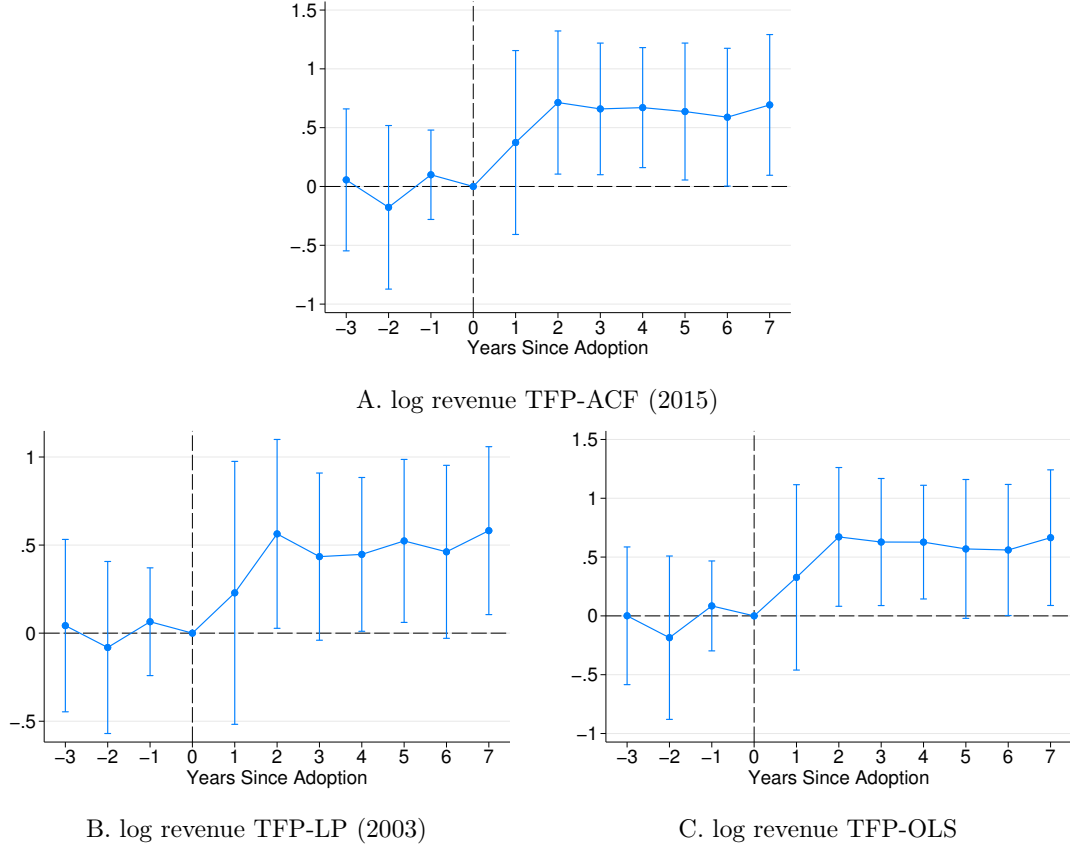 1.5
1
.5
0
−.5
−1
−3 −2 −1 0 1 2 3 4 5 6 7
Years Since Adoption
A. log revenue TFP-ACF (2015)
1
.5
0
−.5
−3 −2 −1 0 1 2 3 4 5 6 7
Years Since Adoption
B. log revenue TFP-LP (2003)
1.5
1
.5
0
−.5
−1
−3 −2 −1 0 1 2 3 4 5 6 7
Years Since Adoption
C. log revenue TFP-OLS